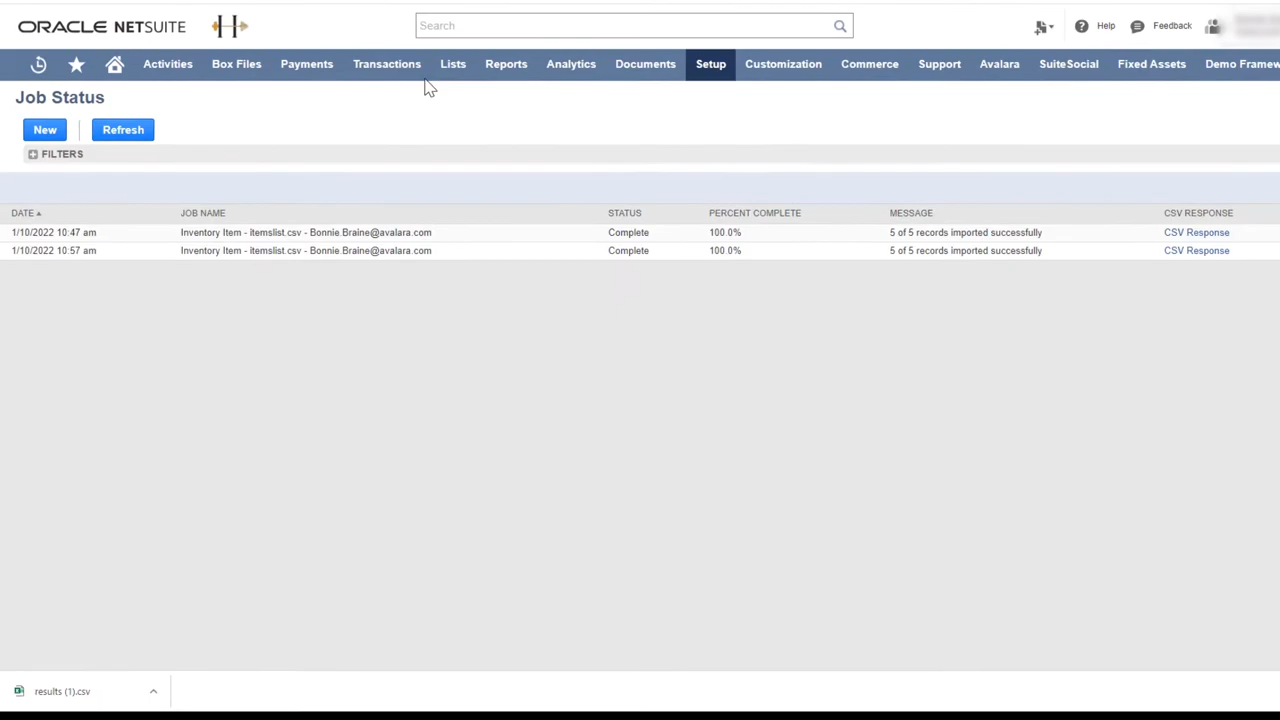 ORACLE NETSUITE
Search
Help
Feedback
Activities Box Files Payments Transactions Lists Reports Analytics Documents Setup Customization Commerce Support Avalara SuiteSocial Fixed Assets Demo Framew
Job Status
New Refresh
FILTERS
DATE JOB NAME STATUS PERCENT COMPLETE MESSAGE CSV RESPONSE
1/10/2022 10:47 am Inventory Item - itemslist.csv - Bonnie.Braine@avalara.com Complete 100.0% 5 of 5 records imported successfully CSV Response
1/10/2022 10:57 am Inventory Item - itemslist.csv - Bonnie.Braine@avalara.com Complete 100.0% 5 of 5 records imported successfully CSV Response
results (1).csv